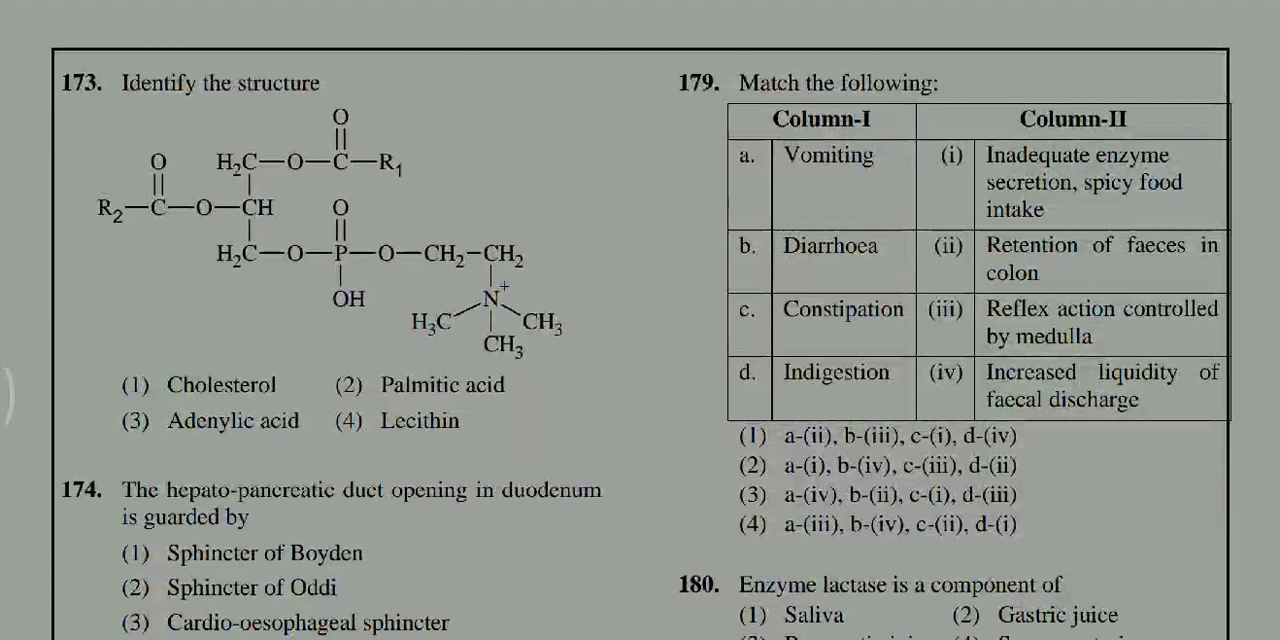 173. Identify the structure
O
||
O H₂C—O—C—R₁
|| |
R₂—C—O—CH O
| ||
H₂C—O—P—O—CH₂–CH₂
| |
OH N⁺
H₃C | CH₃
CH₃
(1) Cholesterol (2) Palmitic acid
(3) Adenylic acid (4) Lecithin
174. The hepato-pancreatic duct opening in duodenum
is guarded by
(1) Sphincter of Boyden
(2) Sphincter of Oddi
(3) Cardio-oesophageal sphincter
179. Match the following:
Column-I Column-II
a. Vomiting (i) Inadequate enzyme
secretion, spicy food
intake
b. Diarrhoea (ii) Retention of faeces in
colon
c. Constipation (iii) Reflex action controlled
by medulla
d. Indigestion (iv) Increased liquidity of
faecal discharge
(1) a-(ii), b-(iii), c-(i), d-(iv)
(2) a-(i), b-(iv), c-(iii), d-(ii)
(3) a-(iv), b-(ii), c-(i), d-(iii)
(4) a-(iii), b-(iv), c-(ii), d-(i)
180. Enzyme lactase is a component of
(1) Saliva (2) Gastric juice